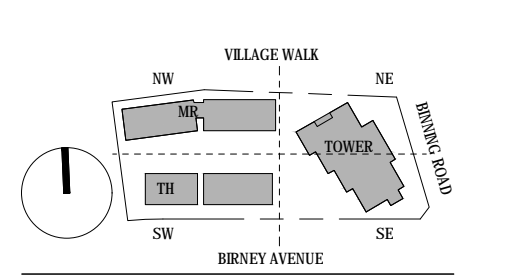 VILLAGE WALK
NW
NE
MR
BINNING ROAD
TOWER
TH
SW
SE
BIRNEY AVENUE